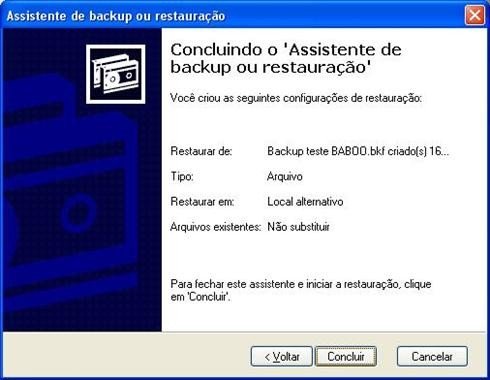 Assistente de backup ou restauração
Concluindo o 'Assistente de
backup ou restauração'
Você criou as seguintes configurações de restauração:
Restaurar de: Backup teste BABOO.bkf criado(s) 16...
Tipo: Arquivo
Restaurar em: Local alternativo
Arquivos existentes: Não substituir
Para fechar este assistente e iniciar a restauração, clique
em 'Concluir'.
< Voltar Concluir Cancelar